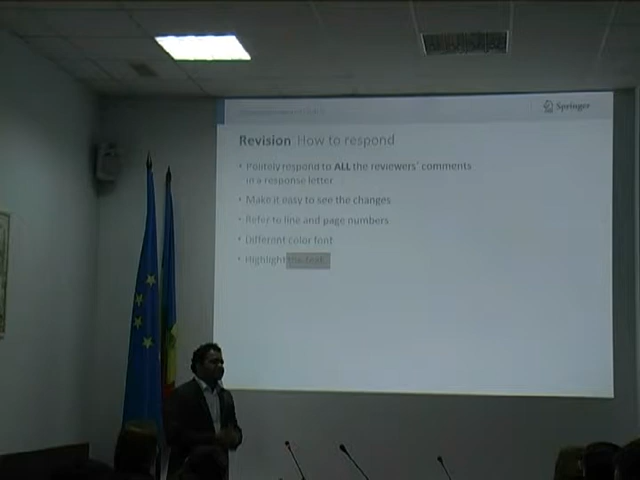 Springer
Revision How to respond
• Politely respond to ALL the reviewers' comments
in a response letter
• Make it easy to see the changes
• Refer to line and page numbers
• Different color font
• Highlight the text